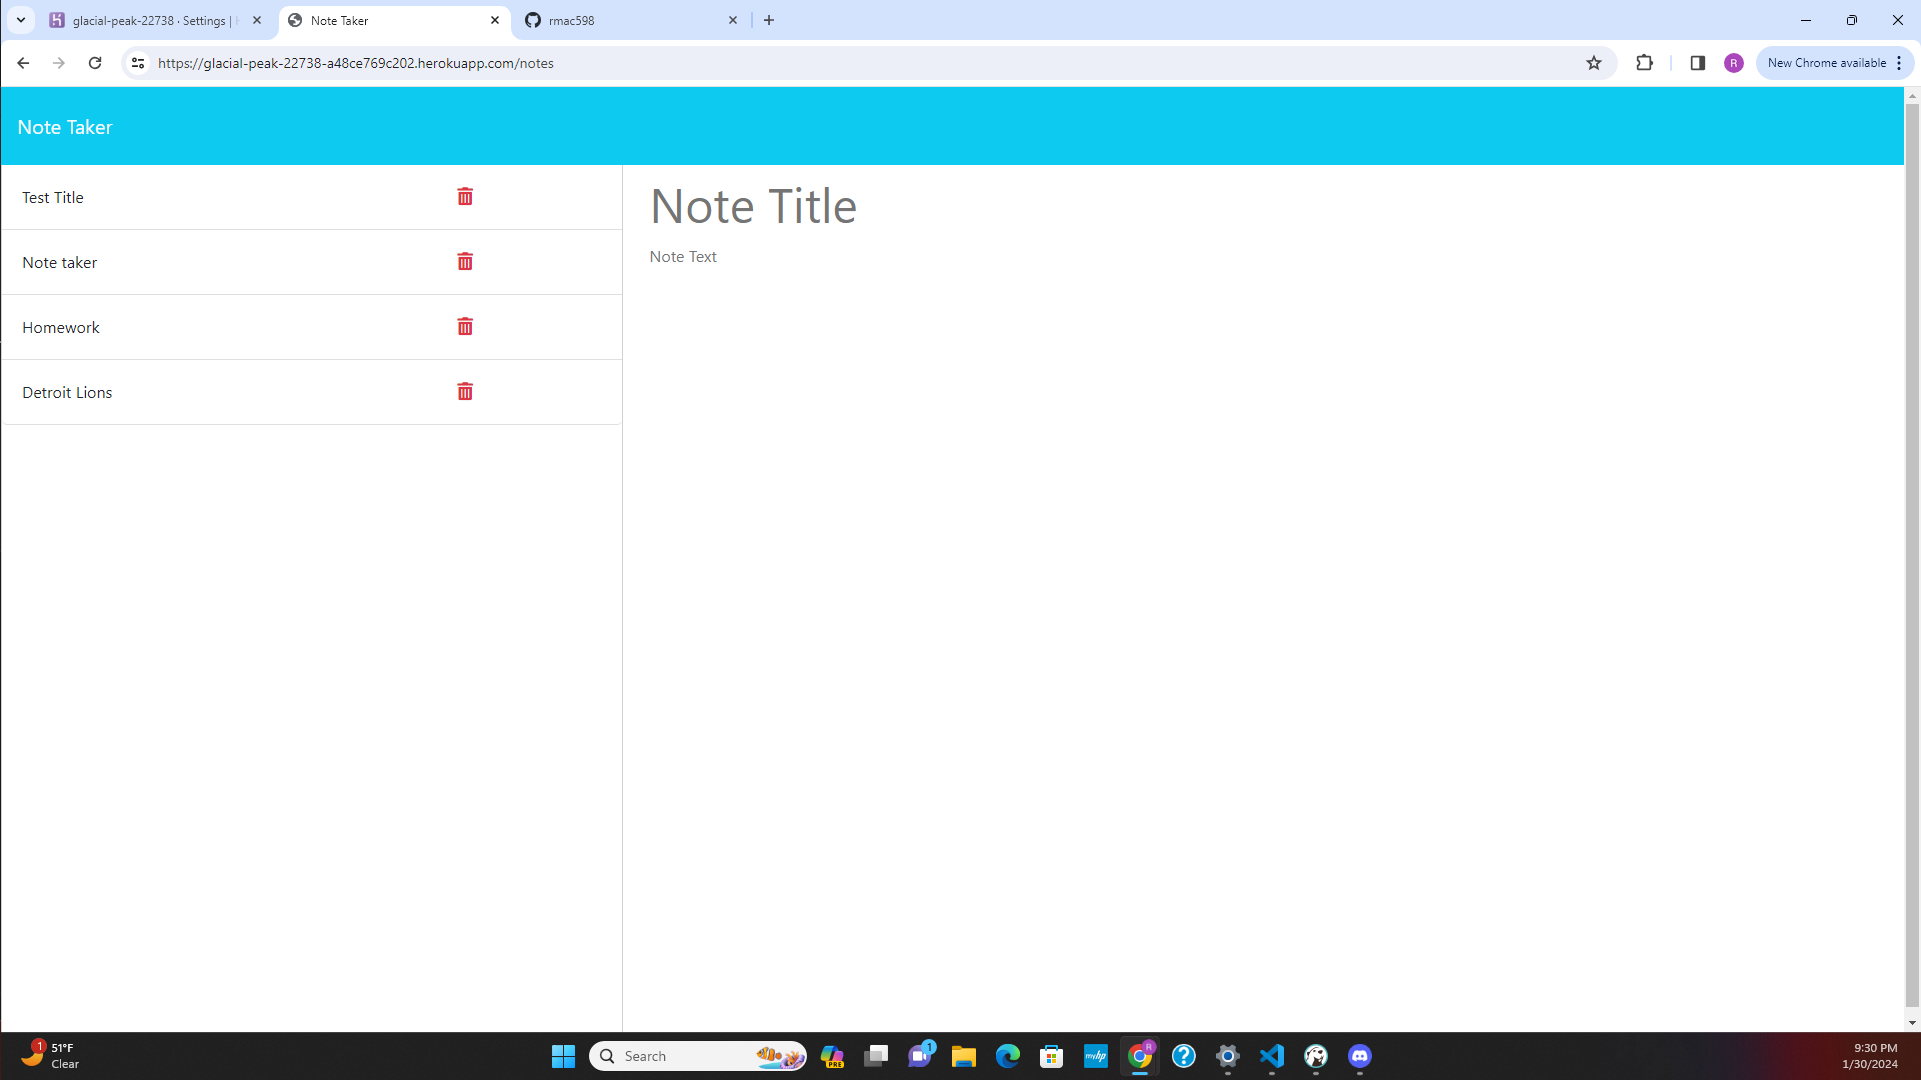 glacial-peak-22738 · Settings |
Note Taker
rmac598
https://glacial-peak-22738-a48ce769c202.herokuapp.com/notes
R
New Chrome available
Note Taker
Test Title
Note taker
Homework
Detroit Lions
Note Title
Note Text
1
51°F
Clear
Search
PRE
1
myhp
R
9:30 PM
1/30/2024